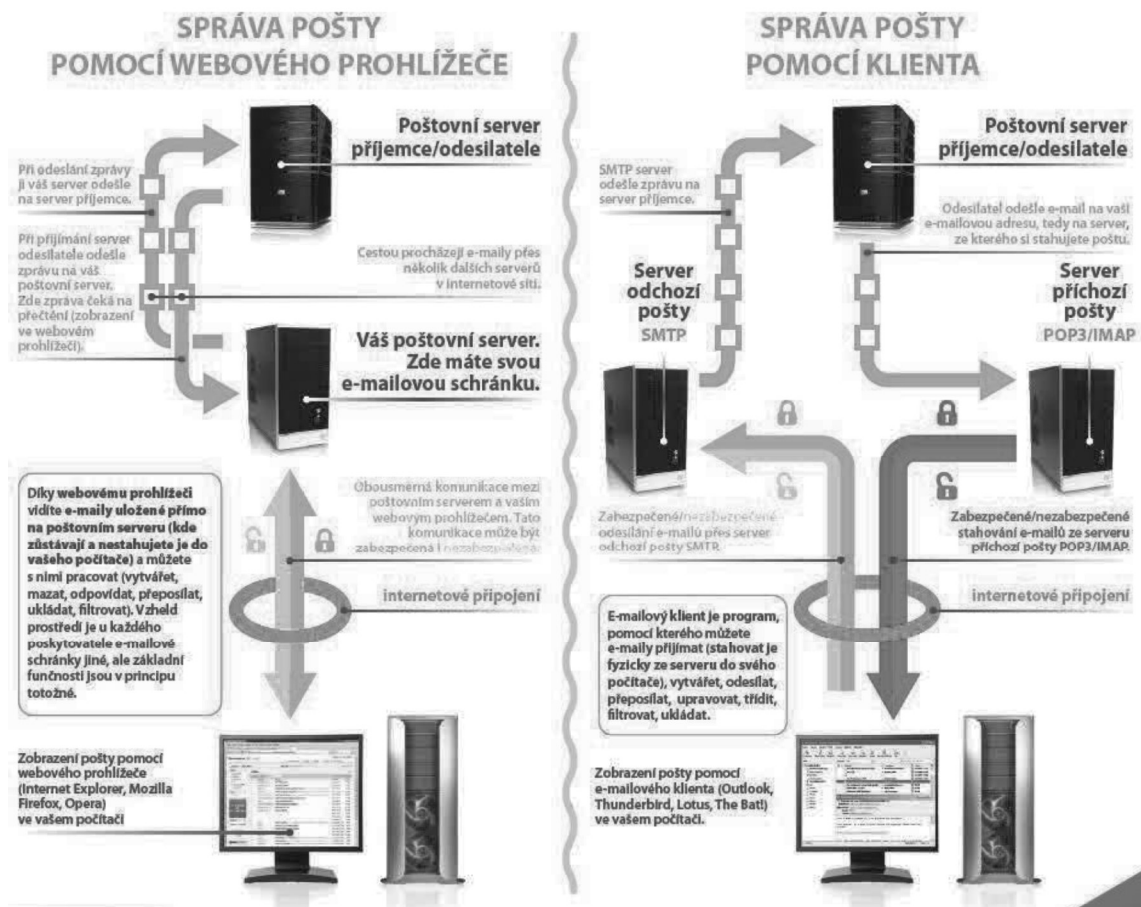 SPRÁVA POŠTY
POMOCÍ WEBOVÉHO PROHLÍŽEČE
Poštovní server
příjemce/odesilatele
Při odeslání zprávy
ji váš server odešle
na server příjemce.
Při přijímání server
odesilatele odešle
zprávu na váš
poštovní server.
Zde zpráva čeká na
přečtění (zobrazení
ve webovém
prohlížeči).
Cestou procházejí e-maily přes
několik dalších serverů
v internetové síti.
Váš poštovní server.
Zde máte svou
e-mailovou schránku.
Díky webovému prohlížeči
vidíte e-maily uložené přímo
na poštovním serveru (kde
zůstávají a nestahujete je do
vašeho počítače) a můžete
s nimi pracovat (vytvářet,
mazat, odpovídat, přeposílat,
ukládat, filtrovat). Vzheld
prostředí je u každého
poskytovatele e-mailové
schránky jiné, ale základní
funčnosti jsou v principu
totožné.
Obousměrná komunikace mezi
poštovním serverem a vaším
webovým prohlížečem. Tato
komunikace může být
zabezpečená i nezabezpečená.
internetové připojení
Zobrazení pošty pomocí
webového prohlížeče
(Internet Explorer, Mozilla
Firefox, Opera)
ve vašem počítači
SPRÁVA POŠTY
POMOCÍ KLIENTA
Poštovní server
příjemce/odesilatele
SMTP server
odešle zprávu na
server příjemce.
Odesilatel odešle e-mail na vaši
e-mailovou adresu, tedy na server,
ze kterého si stahujete poštu.
Server
odchozí
pošty
SMTP
Server
příchozí
pošty
POP3/IMAP
Zabezpečené/nezabezpečené
odesílání e-mailů přes server
odchozí pošty SMTP.
Zabezpečené/nezabezpečené
stahování e-mailů ze serveru
příchozí pošty POP3/IMAP.
internetové připojení
E-mailový klient je program,
pomocí kterého můžete
e-maily přijímat (stahovat je
fyzicky ze serveru do svého
počítače), vytvářet, odesílat,
přeposílat, upravovat, třídit,
filtrovat, ukládat.
Zobrazení pošty pomocí
e-mailového klienta (Outlook,
Thunderbird, Lotus, The Bat!)
ve vašem počítači.